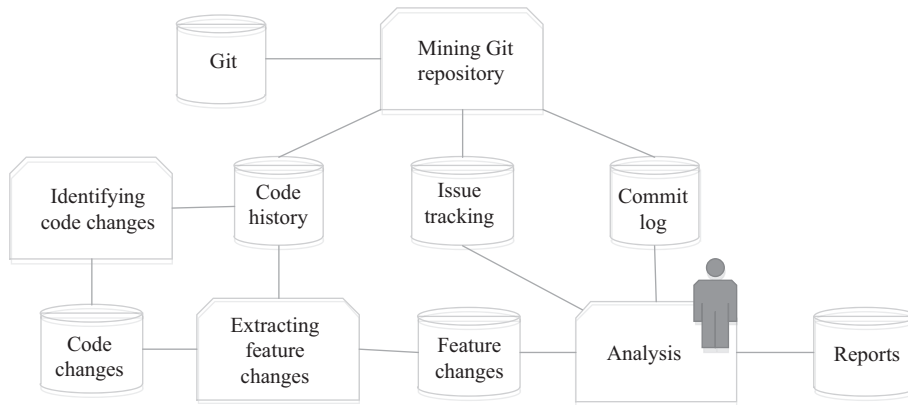 Git
Mining Git
repository
Identifying
code changes
Code
history
Issue
tracking
Commit
log
Code
changes
Extracting
feature
changes
Feature
changes
Analysis
Reports